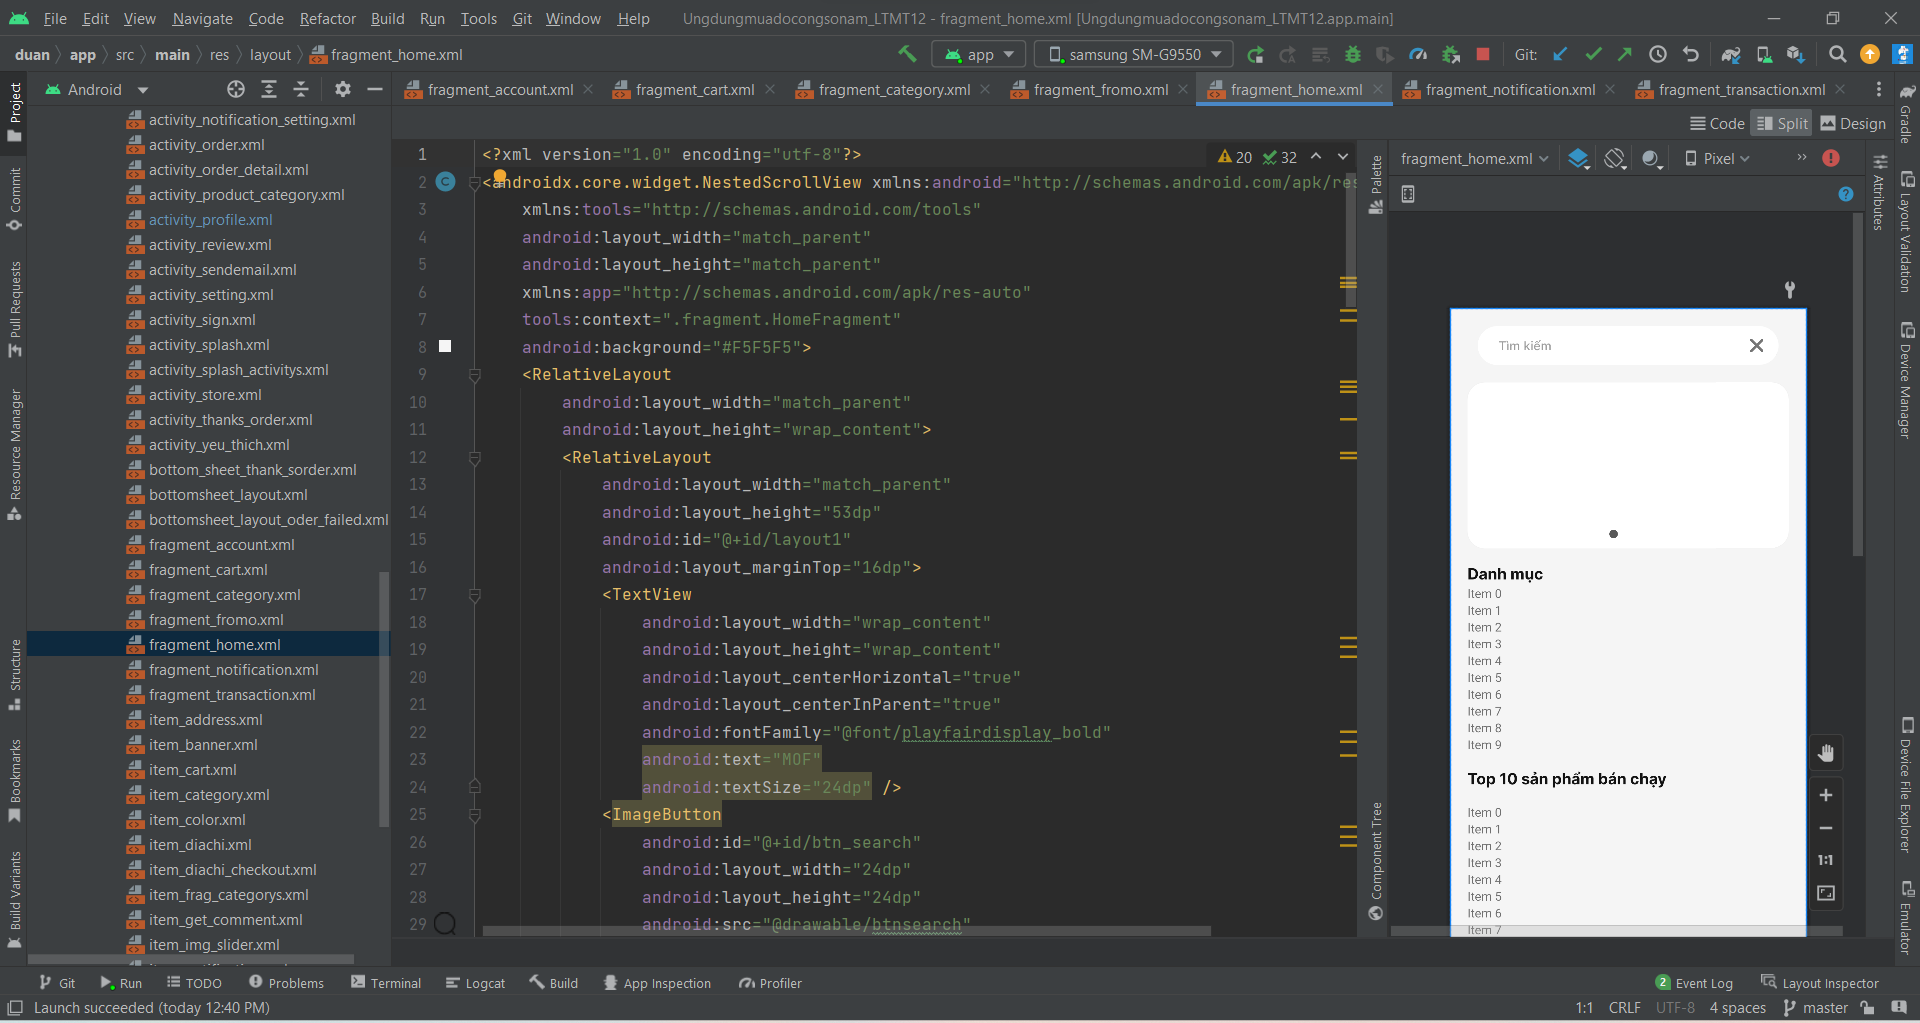 File Edit View Navigate Code Refactor Build Run Tools Git Window Help Ungdungmuadocongsonam_LTMT12 - fragment_home.xml [Ungdungmuadocongsonam_LTMT12.app.main]
duan app src main res layout fragment_home.xml app samsung SM-G9550 Git:
Android
fragment_account.xml fragment_cart.xml fragment_category.xml fragment_fromo.xml fragment_home.xml fragment_notification.xml fragment_transaction.xml
Code Split Design
Project
Commit
Pull Requests
Resource Manager
Structure
Bookmarks
Build Variants
activity_notification_setting.xml
activity_order.xml
activity_order_detail.xml
activity_product_category.xml
activity_profile.xml
activity_review.xml
activity_sendemail.xml
activity_setting.xml
activity_sign.xml
activity_splash.xml
activity_splash_activitys.xml
activity_store.xml
activity_thanks_order.xml
activity_yeu_thich.xml
bottom_sheet_thank_sorder.xml
bottomsheet_layout.xml
bottomsheet_layout_oder_failed.xml
fragment_account.xml
fragment_cart.xml
fragment_category.xml
fragment_fromo.xml
fragment_home.xml
fragment_notification.xml
fragment_transaction.xml
item_address.xml
item_banner.xml
item_cart.xml
item_category.xml
item_color.xml
item_diachi.xml
item_diachi_checkout.xml
item_frag_categorys.xml
item_get_comment.xml
item_img_slider.xml
20 32
1 <?xml version="1.0" encoding="utf-8"?>
2 C <androidx.core.widget.NestedScrollView xmlns:android="http://schemas.android.com/apk/res
3 xmlns:tools="http://schemas.android.com/tools"
4 android:layout_width="match_parent"
5 android:layout_height="match_parent"
6 xmlns:app="http://schemas.android.com/apk/res-auto"
7 tools:context=".fragment.HomeFragment"
8 android:background="#F5F5F5">
9 <RelativeLayout
10 android:layout_width="match_parent"
11 android:layout_height="wrap_content">
12 <RelativeLayout
13 android:layout_width="match_parent"
14 android:layout_height="53dp"
15 android:id="@+id/layout1"
16 android:layout_marginTop="16dp">
17 <TextView
18 android:layout_width="wrap_content"
19 android:layout_height="wrap_content"
20 android:layout_centerHorizontal="true"
21 android:layout_centerInParent="true"
22 android:fontFamily="@font/playfairdisplay_bold"
23 android:text="MOF"
24 android:textSize="24dp" />
25 <ImageButton
26 android:id="@+id/btn_search"
27 android:layout_width="24dp"
28 android:layout_height="24dp"
29 android:src="@drawable/btnsearch"
Palette
Component Tree
fragment_home.xml Pixel
Tìm kiếm
Danh mục
Item 0
Item 1
Item 2
Item 3
Item 4
Item 5
Item 6
Item 7
Item 8
Item 9
Top 10 sản phẩm bán chạy
Item 0
Item 1
Item 2
Item 3
Item 4
Item 5
Item 6
Item 7
1:1
Attributes
Gradle
Layout Validation
Device Manager
Device File Explorer
Emulator
Git Run TODO Problems Terminal Logcat Build App Inspection Profiler 2 Event Log Layout Inspector
Launch succeeded (today 12:40 PM) 1:1 CRLF UTF-8 4 spaces master